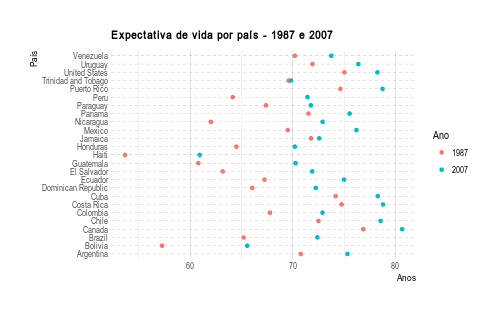 Expectativa de vida por país - 1987 e 2007
País
Venezuela
Uruguay
United States
Trinidad and Tobago
Puerto Rico
Peru
Paraguay
Panama
Nicaragua
Mexico
Jamaica
Honduras
Haiti
Guatemala
El Salvador
Ecuador
Dominican Republic
Cuba
Costa Rica
Colombia
Chile
Canada
Brazil
Bolivia
Argentina
60 70 80
Anos
Ano
1987
2007